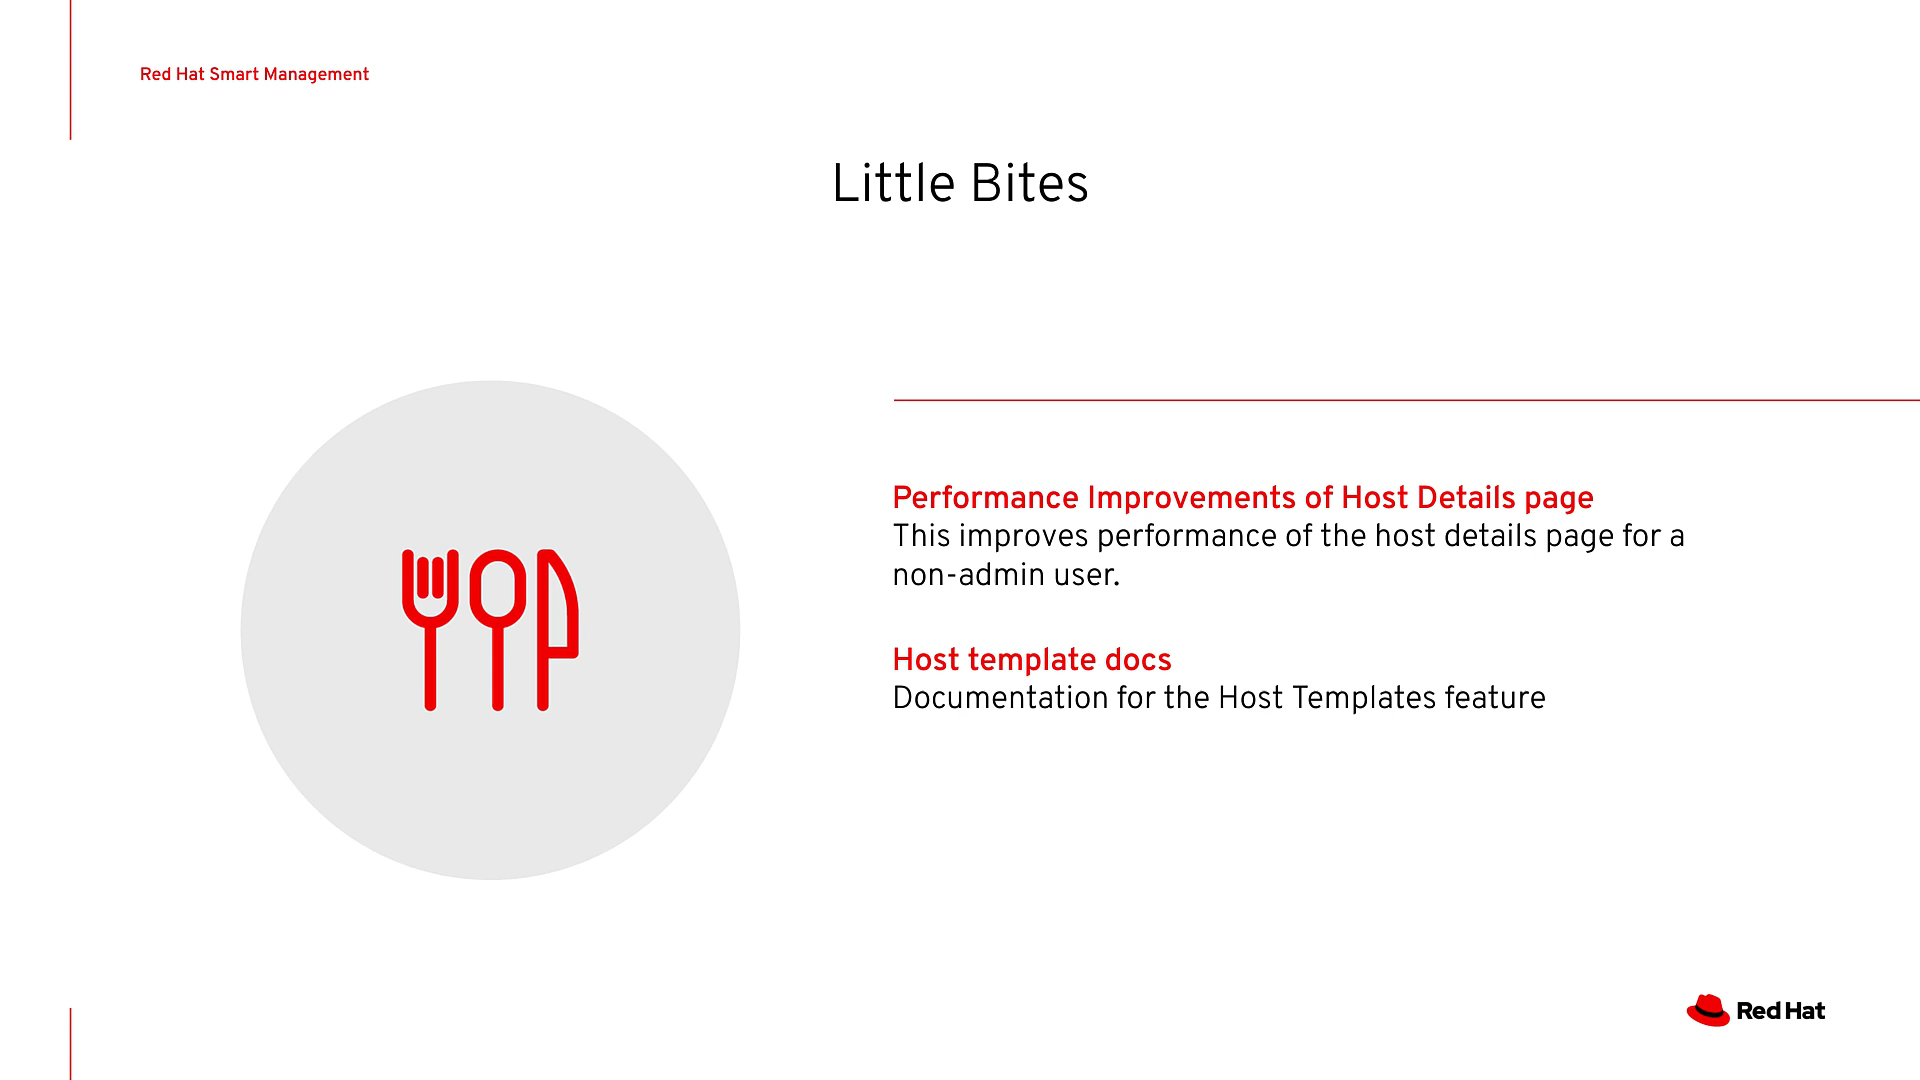 Red Hat Smart Management
Little Bites
Performance Improvements of Host Details page
This improves performance of the host details page for a
non-admin user.
Host template docs
Documentation for the Host Templates feature
Red Hat